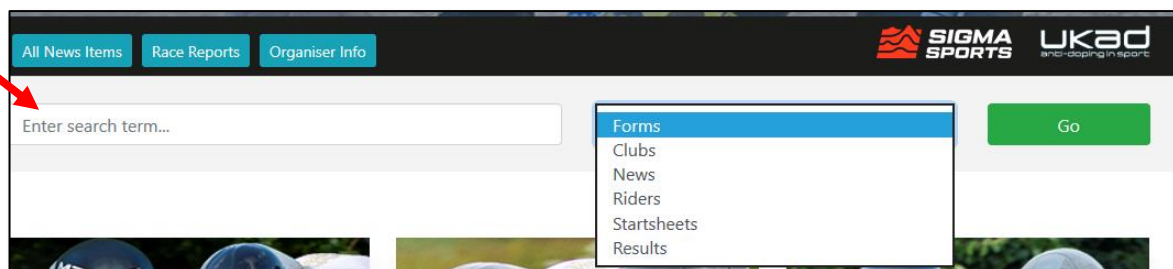 All News Items
Race Reports
Organiser Info
SIGMA
SPORTS
UKad
anti-doping in sport
Enter search term...
Forms
Clubs
News
Riders
Startsheets
Results
Go